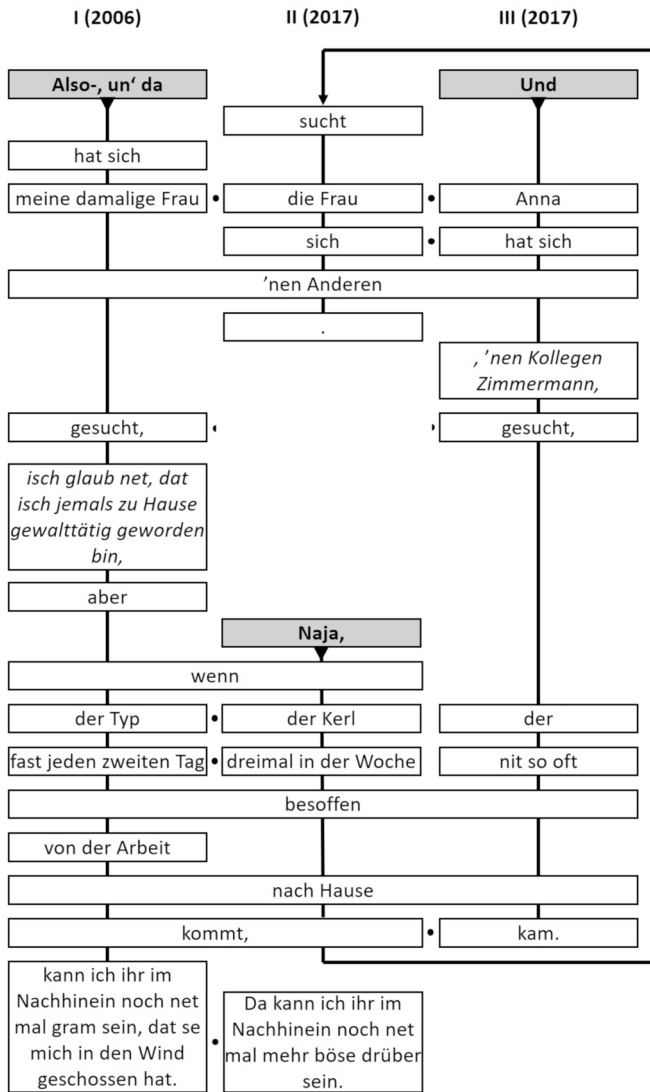 I (2006) II (2017) III (2017)
Also-, un‘ da Und
sucht
hat sich
meine damalige Frau • die Frau • Anna
sich • hat sich
’nen Anderen
.
, ’nen Kollegen
Zimmermann,
gesucht, gesucht,
isch glaub net, dat
isch jemals zu Hause
gewalttätig geworden
bin,
aber
Naja,
wenn
der Typ • der Kerl der
fast jeden zweiten Tag • dreimal in der Woche nit so oft
besoffen
von der Arbeit
nach Hause
kommt, • kam.
kann ich ihr im
Nachhinein noch net
mal gram sein, dat se
mich in den Wind
geschossen hat.
•
Da kann ich ihr im
Nachhinein noch net
mal mehr böse drüber
sein.